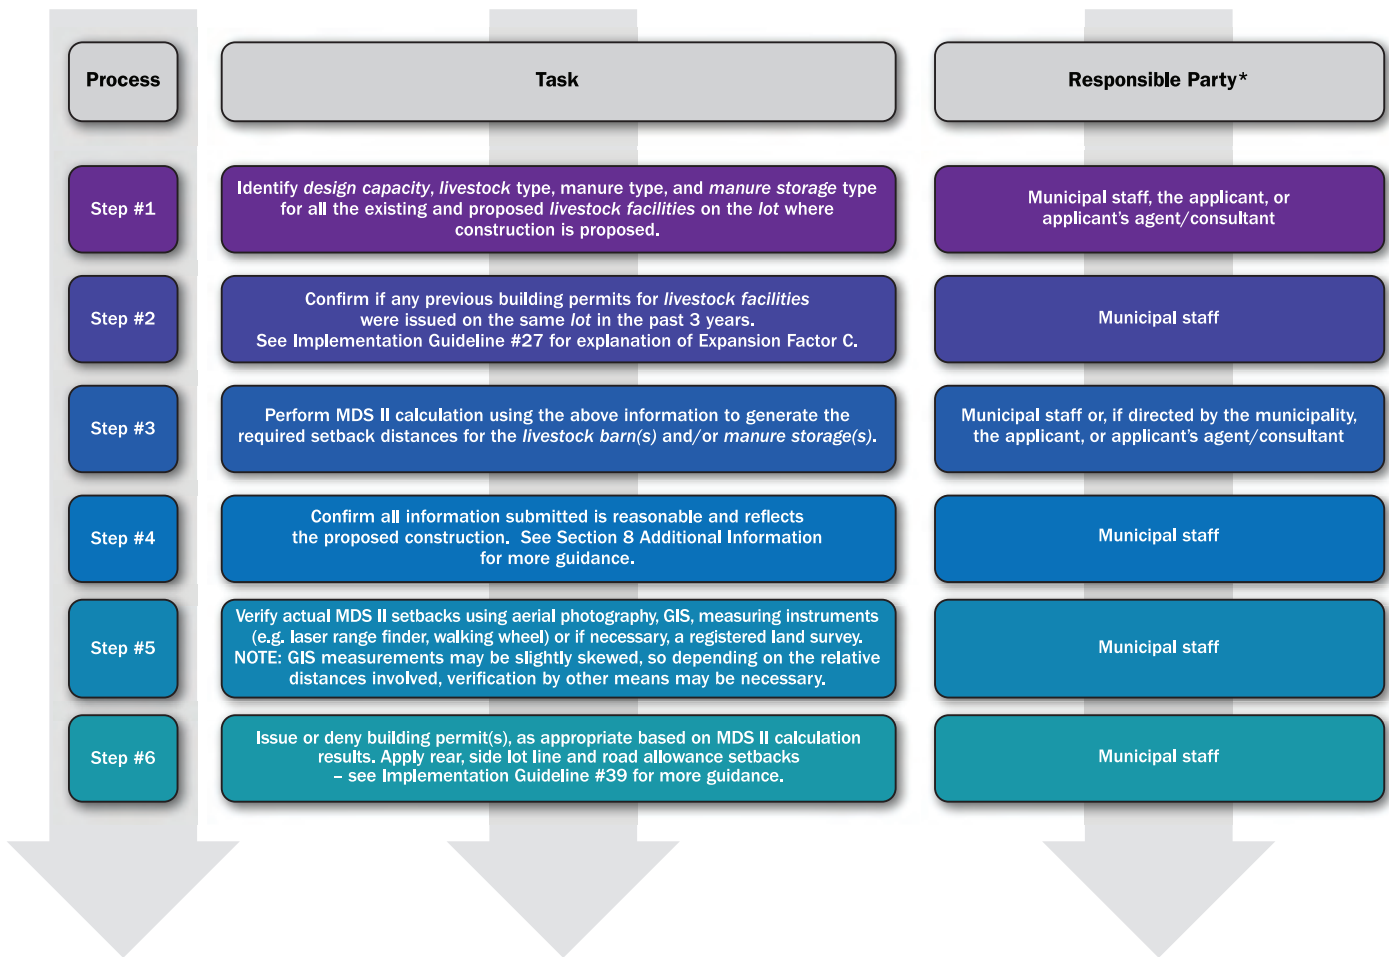 Process
Task
Responsible Party*
Step #1
Identify design capacity, livestock type, manure type, and manure storage type
for all the existing and proposed livestock facilities on the lot where
construction is proposed.
Municipal staff, the applicant, or
applicant's agent/consultant
Step #2
Confirm if any previous building permits for livestock facilities
were issued on the same lot in the past 3 years.
See Implementation Guideline #27 for explanation of Expansion Factor C.
Municipal staff
Step #3
Perform MDS II calculation using the above information to generate the
required setback distances for the livestock barn(s) and/or manure storage(s).
Municipal staff or, if directed by the municipality,
the applicant, or applicant's agent/consultant
Step #4
Confirm all information submitted is reasonable and reflects
the proposed construction. See Section 8 Additional Information
for more guidance.
Municipal staff
Step #5
Verify actual MDS II setbacks using aerial photography, GIS, measuring instruments
(e.g. laser range finder, walking wheel) or if necessary, a registered land survey.
NOTE: GIS measurements may be slightly skewed, so depending on the relative
distances involved, verification by other means may be necessary.
Municipal staff
Step #6
Issue or deny building permit(s), as appropriate based on MDS II calculation
results. Apply rear, side lot line and road allowance setbacks
– see Implementation Guideline #39 for more guidance.
Municipal staff